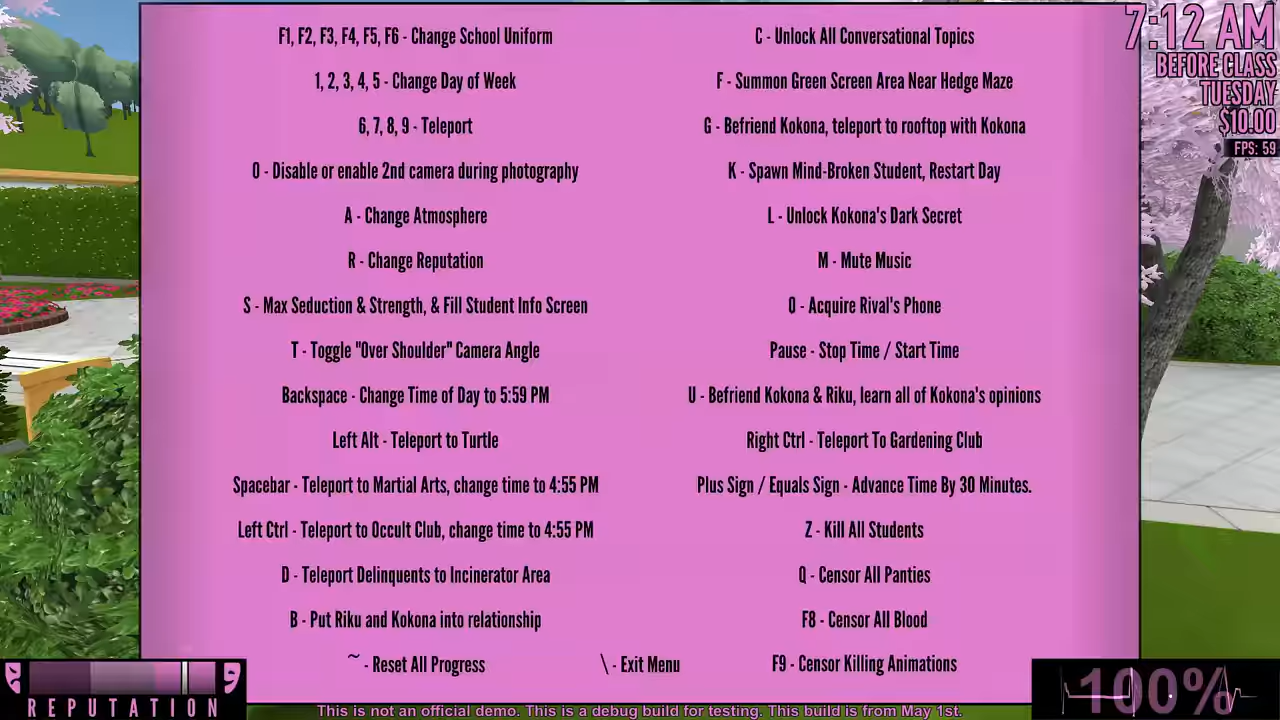 F1, F2, F3, F4, F5, F6 - Change School Uniform
1, 2, 3, 4, 5 - Change Day of Week
6, 7, 8, 9 - Teleport
0 - Disable or enable 2nd camera during photography
A - Change Atmosphere
R - Change Reputation
S - Max Seduction & Strength, & Fill Student Info Screen
T - Toggle "Over Shoulder" Camera Angle
Backspace - Change Time of Day to 5:59 PM
Left Alt - Teleport to Turtle
Spacebar - Teleport to Martial Arts, change time to 4:55 PM
Left Ctrl - Teleport to Occult Club, change time to 4:55 PM
D - Teleport Delinquents to Incinerator Area
B - Put Riku and Kokona into relationship
~ - Reset All Progress
\ - Exit Menu
C - Unlock All Conversational Topics
F - Summon Green Screen Area Near Hedge Maze
G - Befriend Kokona, teleport to rooftop with Kokona
K - Spawn Mind-Broken Student, Restart Day
L - Unlock Kokona's Dark Secret
M - Mute Music
O - Acquire Rival's Phone
Pause - Stop Time / Start Time
U - Befriend Kokona & Riku, learn all of Kokona's opinions
Right Ctrl - Teleport To Gardening Club
Plus Sign / Equals Sign - Advance Time By 30 Minutes.
Z - Kill All Students
Q - Censor All Panties
F8 - Censor All Blood
F9 - Censor Killing Animations
7:12 AM
BEFORE CLASS
TUESDAY
$10.00
FPS: 59
REPUTATION
100%
This is not an official demo. This is a debug build for testing. This build is from May 1st.